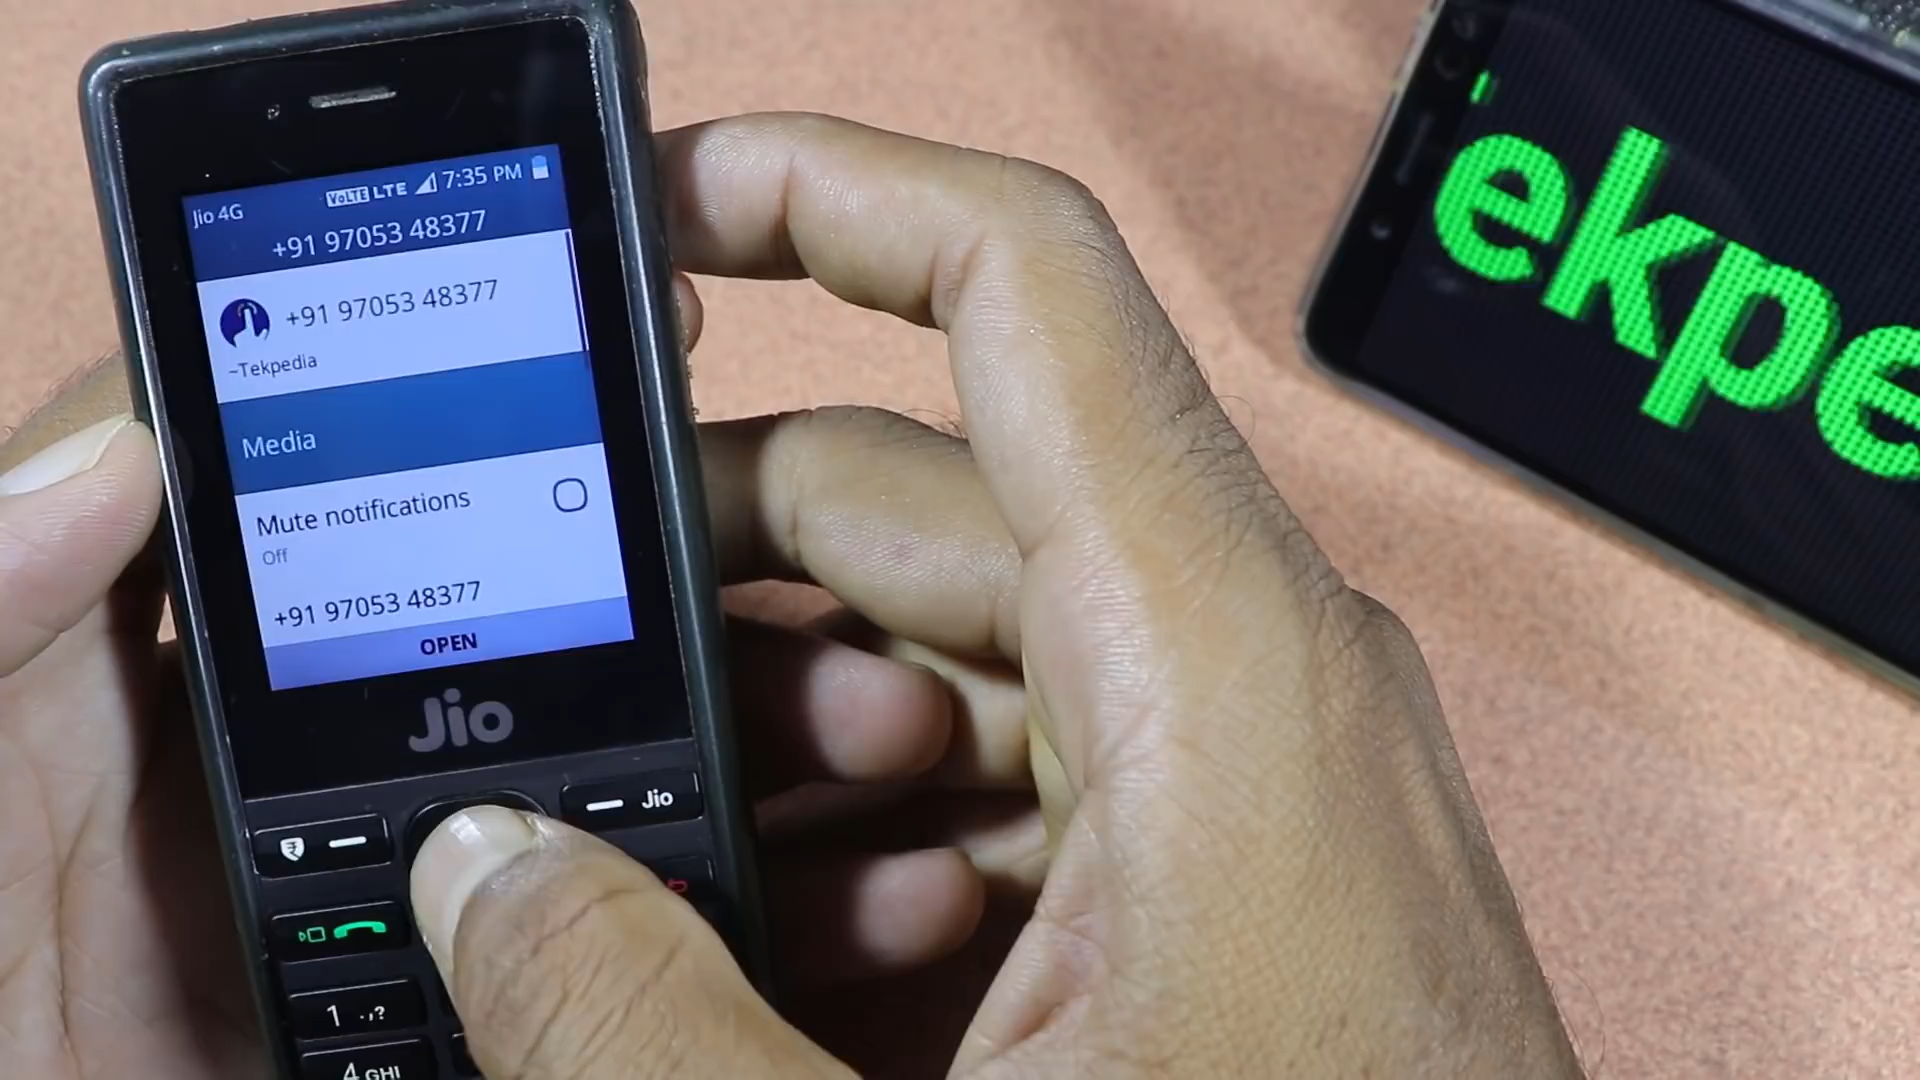 Jio 4G VoLTE LTE 7:35 PM
+91 97053 48377
+91 97053 48377
~Tekpedia
Media
Mute notifications
Off
+91 97053 48377
OPEN
Jio
Jio
1 .,?
4 GHI
ekpe